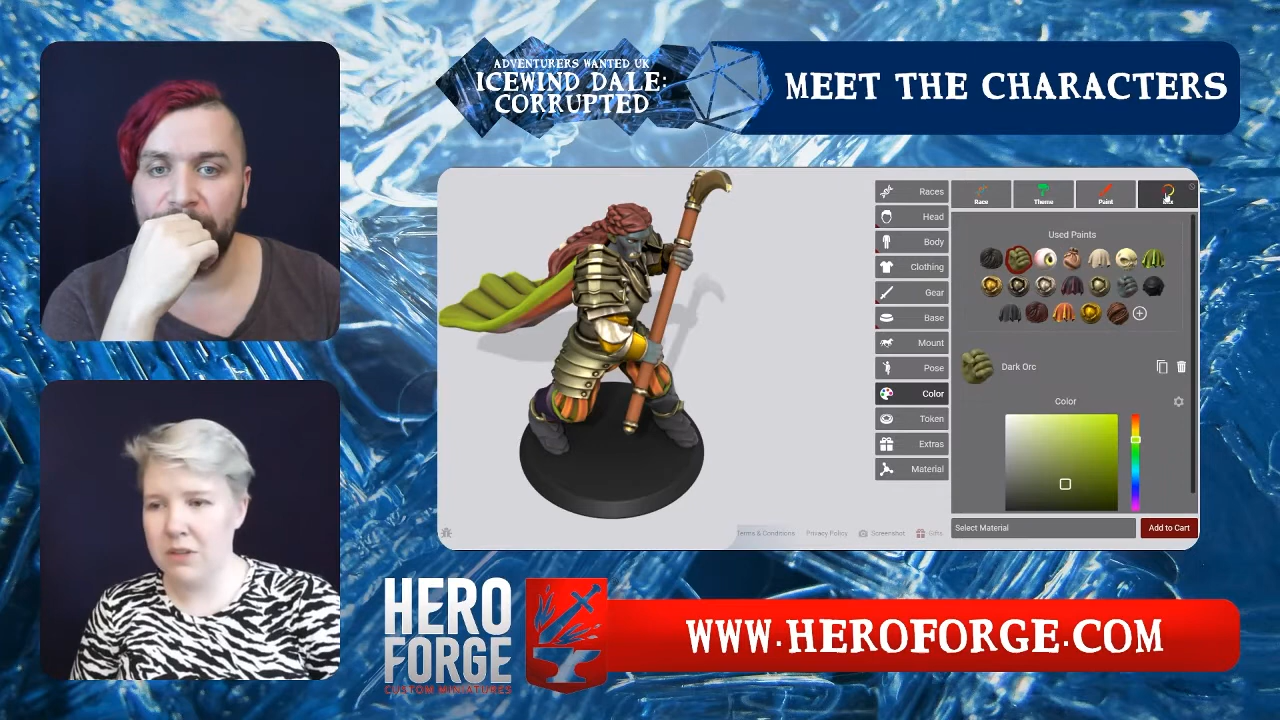 ADVENTURERS WANTED UK
ICEWIND DALE:
CORRUPTED
MEET THE CHARACTERS
Races
Head
Body
Clothing
Gear
Base
Mount
Pose
Color
Token
Extras
Material
Race
Theme
Paint
Used Paints
Dark Orc
Color
Select Material
Add to Cart
Terms & Conditions
Privacy Policy
Screenshot
Gifts
HERO
FORGE
CUSTOM MINIATURES
WWW.HEROFORGE.COM